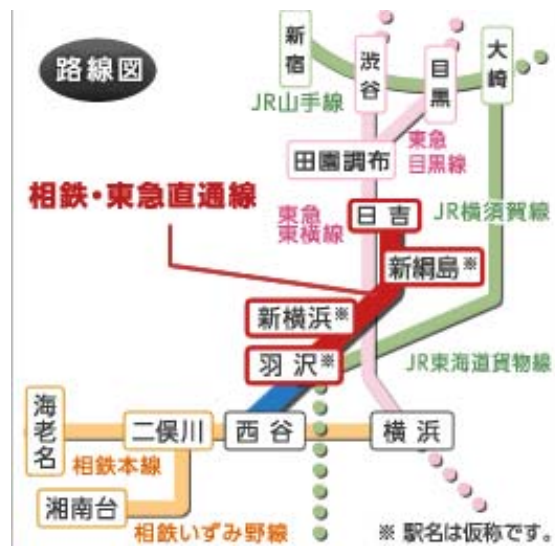 路線図
新宿
渋谷
目黒
大崎
JR山手線
田園調布
東急
目黒線
相鉄・東急直通線
東急
東横線
日吉
JR横須賀線
新綱島※
新横浜※
羽沢※
JR東海道貨物線
海老名
二俣川
西谷
横浜
相鉄本線
湘南台
相鉄いずみ野線
※ 駅名は仮称です。